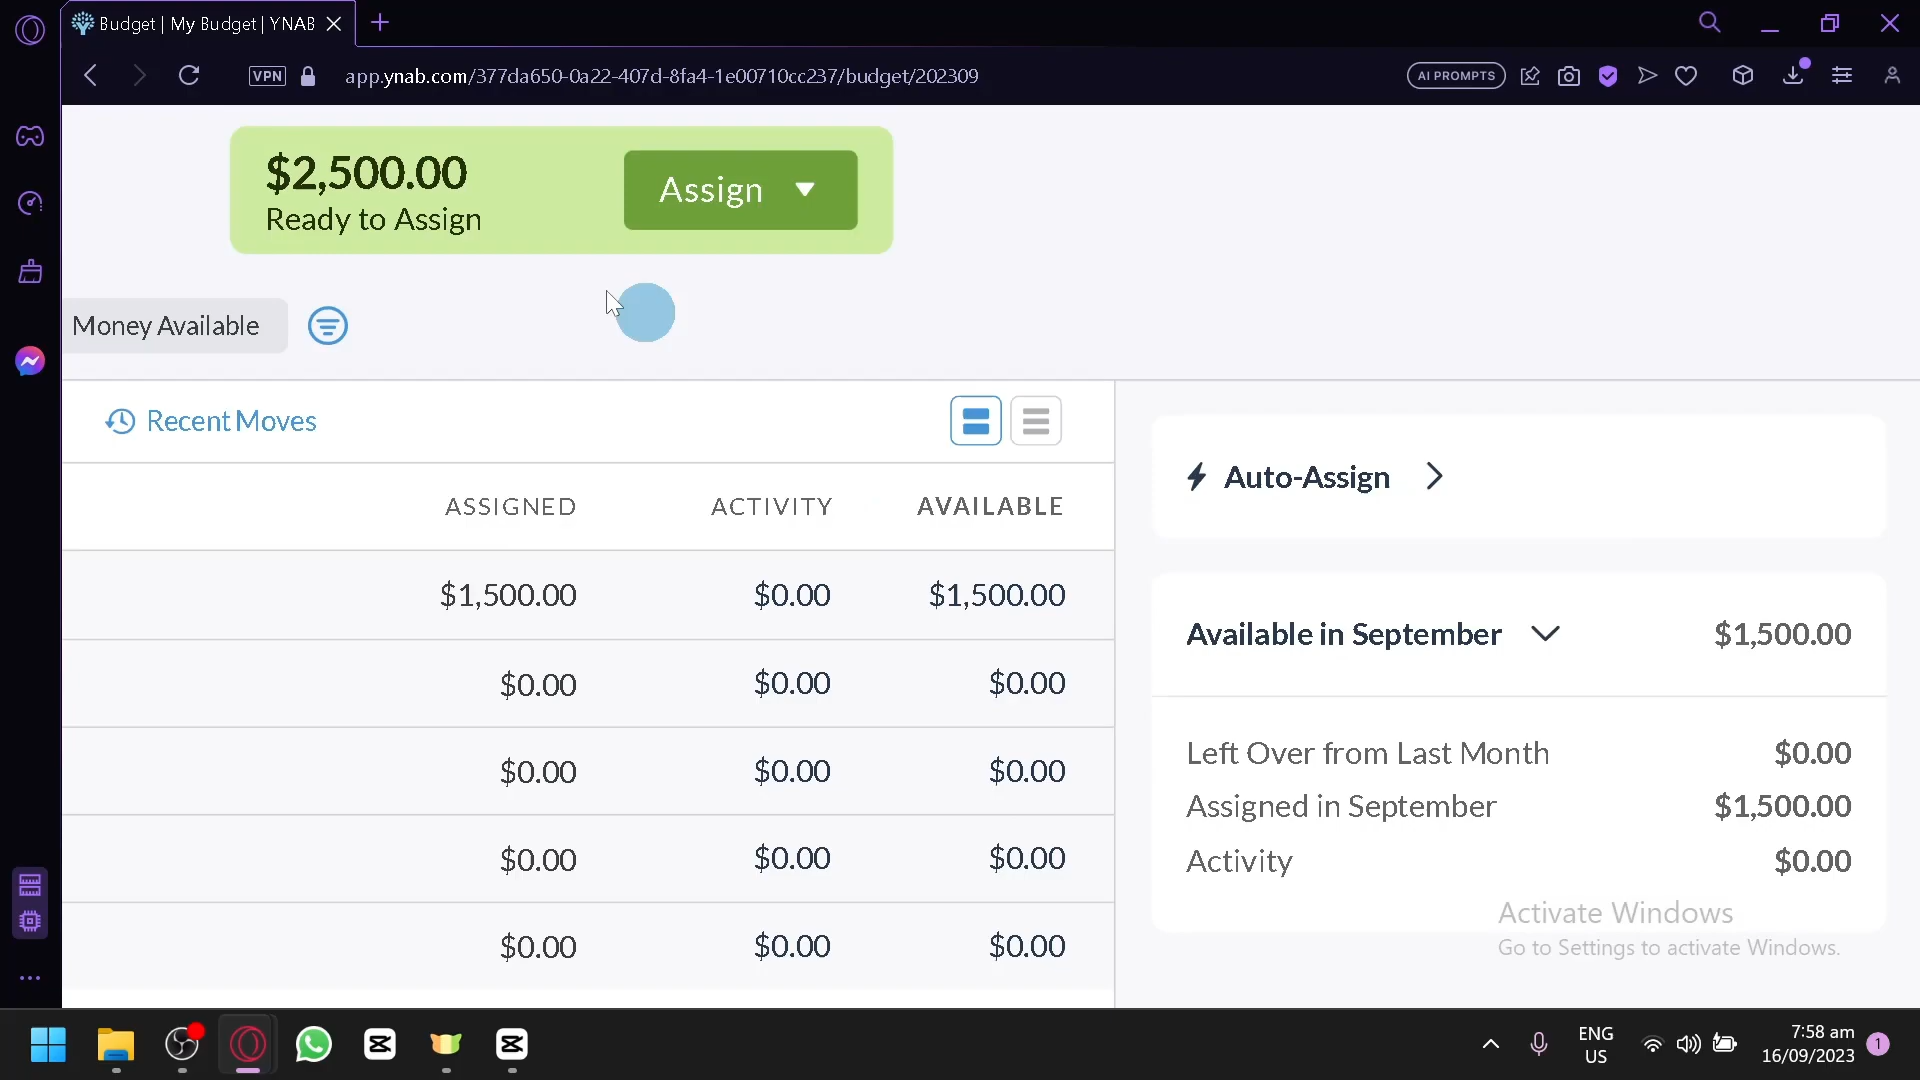 Budget | My Budget | YNAB
VPN
app.ynab.com/377da650-0a22-407d-8fa4-1e00710cc237/budget/202309
AI PROMPTS
$2,500.00
Ready to Assign
Assign
Money Available
Recent Moves
ASSIGNED ACTIVITY AVAILABLE
$1,500.00 $0.00 $1,500.00
$0.00 $0.00 $0.00
$0.00 $0.00 $0.00
$0.00 $0.00 $0.00
$0.00 $0.00 $0.00
Auto-Assign
Available in September $1,500.00
Left Over from Last Month $0.00
Assigned in September $1,500.00
Activity $0.00
Activate Windows
Go to Settings to activate Windows.
ENG
US
7:58 am
16/09/2023
1